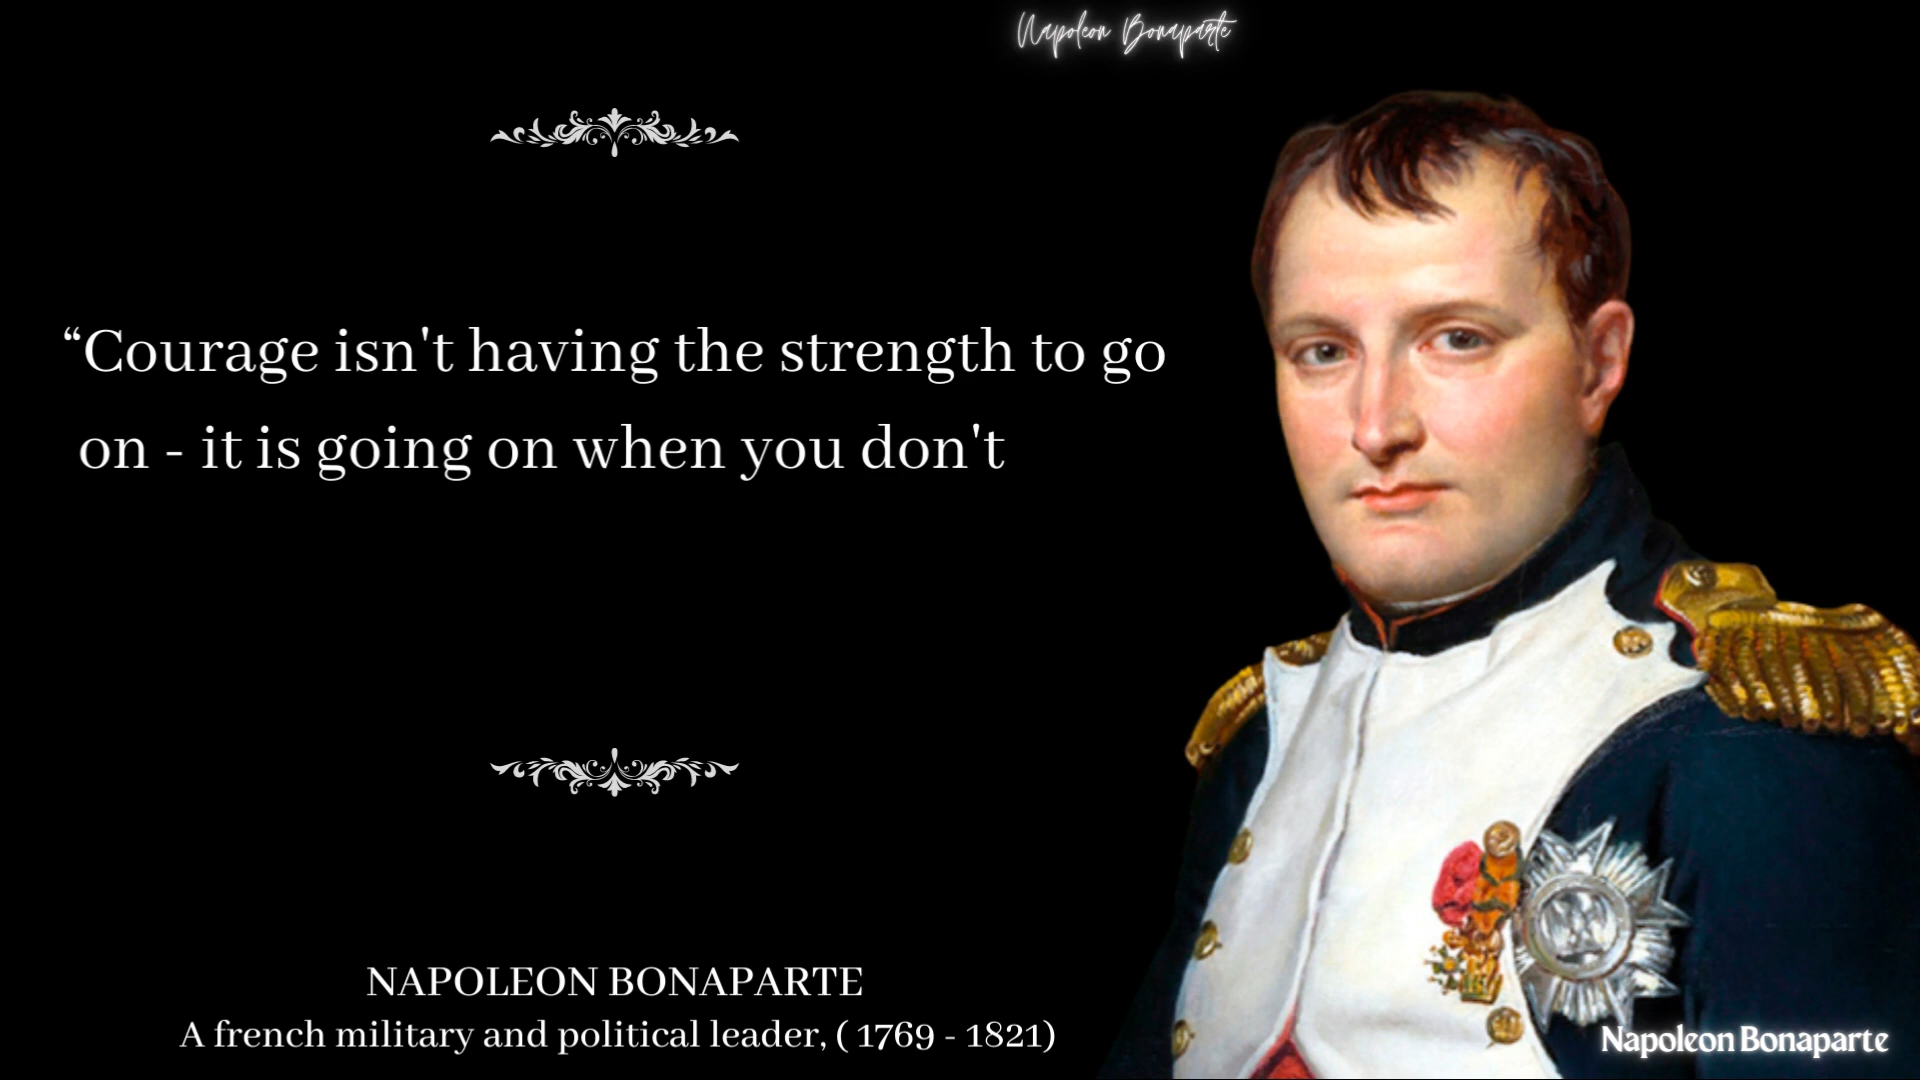 Napoleon Bonaparte
“Courage isn't having the strength to go
on - it is going on when you don't
NAPOLEON BONAPARTE
A french military and political leader, ( 1769 - 1821)
Napoleon Bonaparte